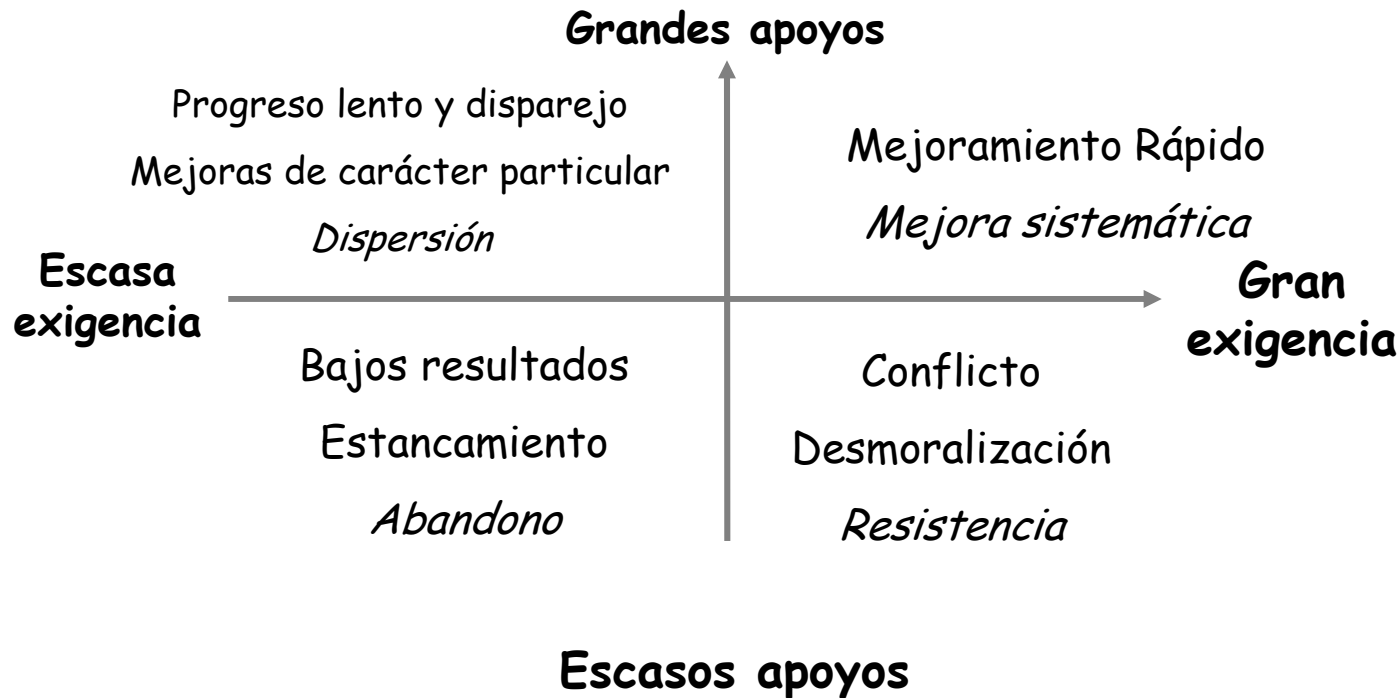 Grandes apoyos
Progreso lento y disparejo
Mejoras de carácter particular
Dispersión
Mejoramiento Rápido
Mejora sistemática
Escasa
exigencia
Gran
exigencia
Bajos resultados
Estancamiento
Abandono
Conflicto
Desmoralización
Resistencia
Escasos apoyos